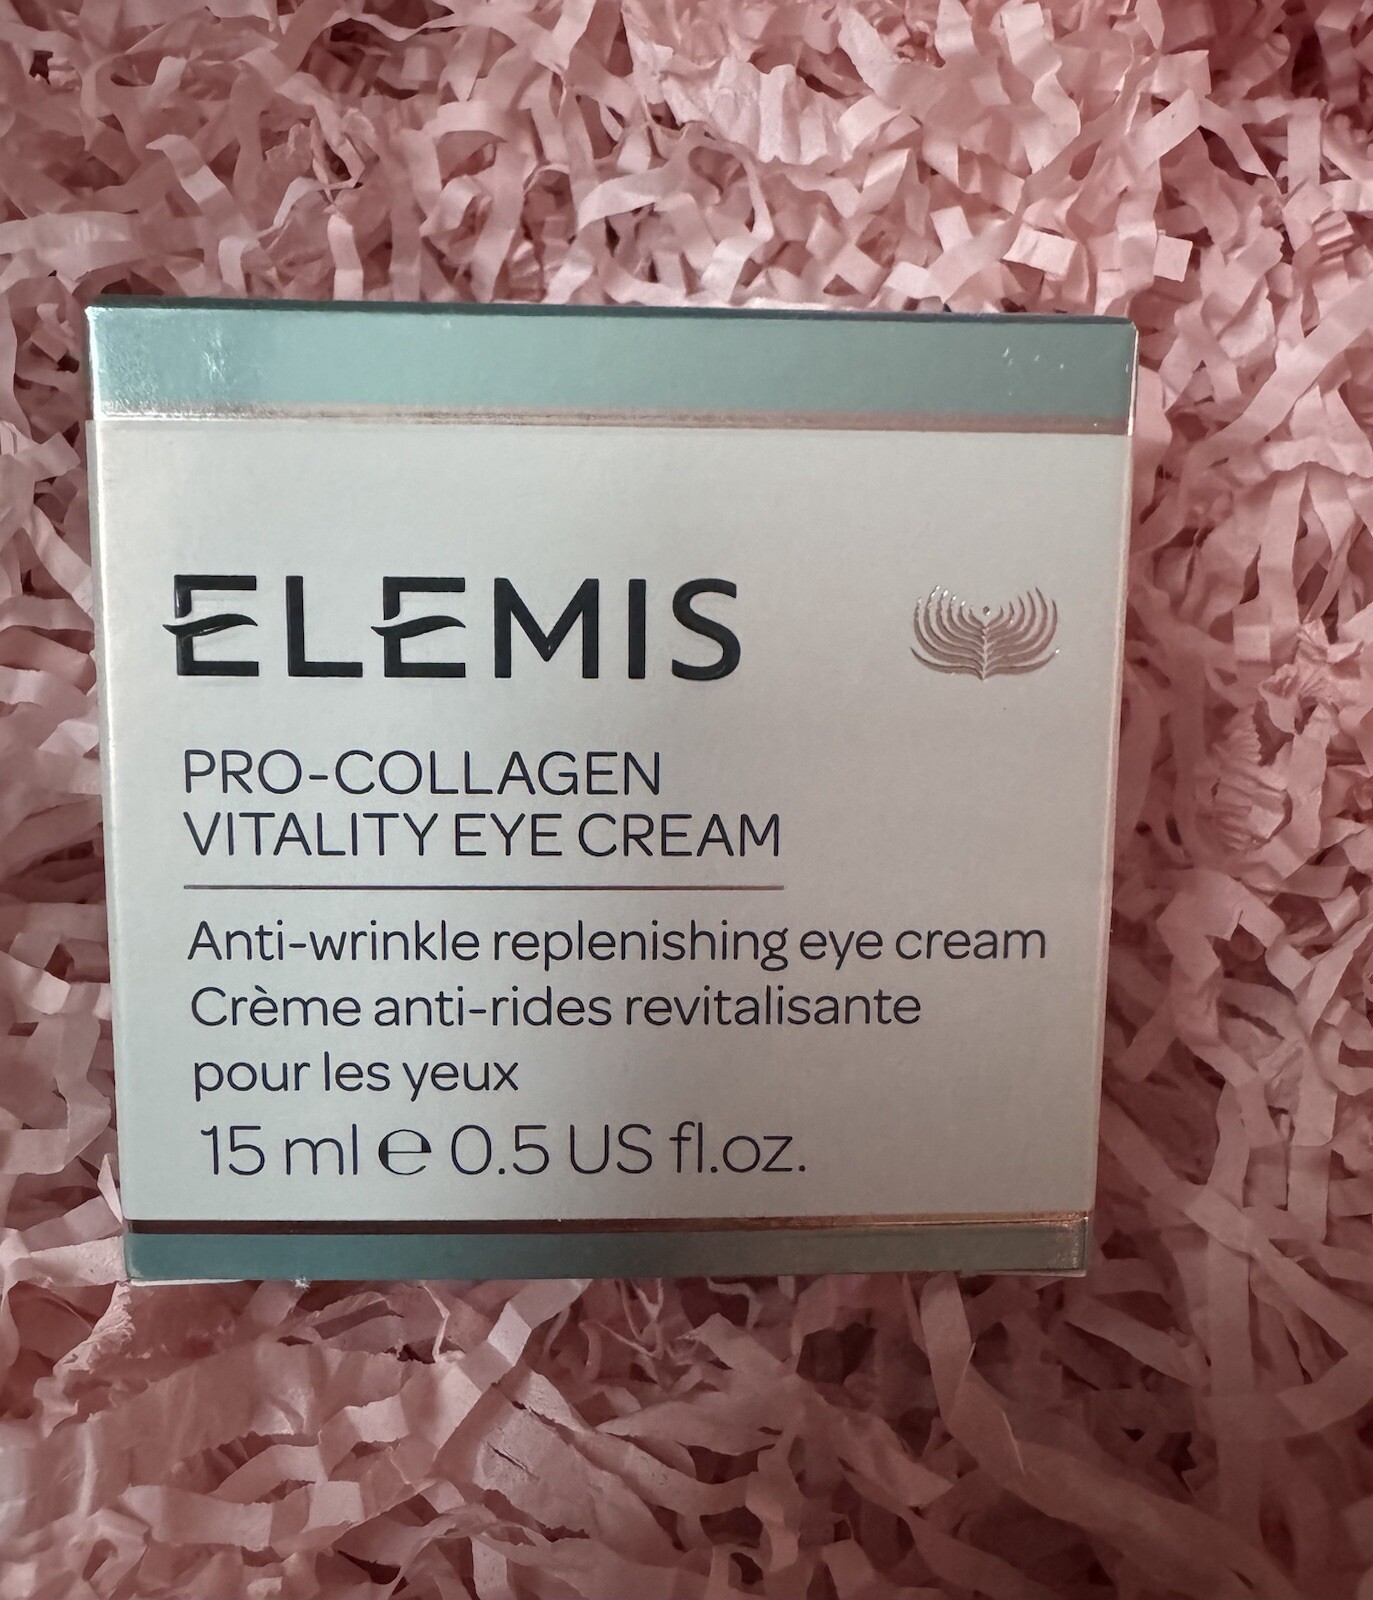 ELEMIS
PRO-COLLAGEN
VITALITY EYE CREAM
Anti-wrinkle replenishing eye cream
Crème anti-rides revitalisante
pour les yeux
15 ml ℮ 0.5 US fl.oz.